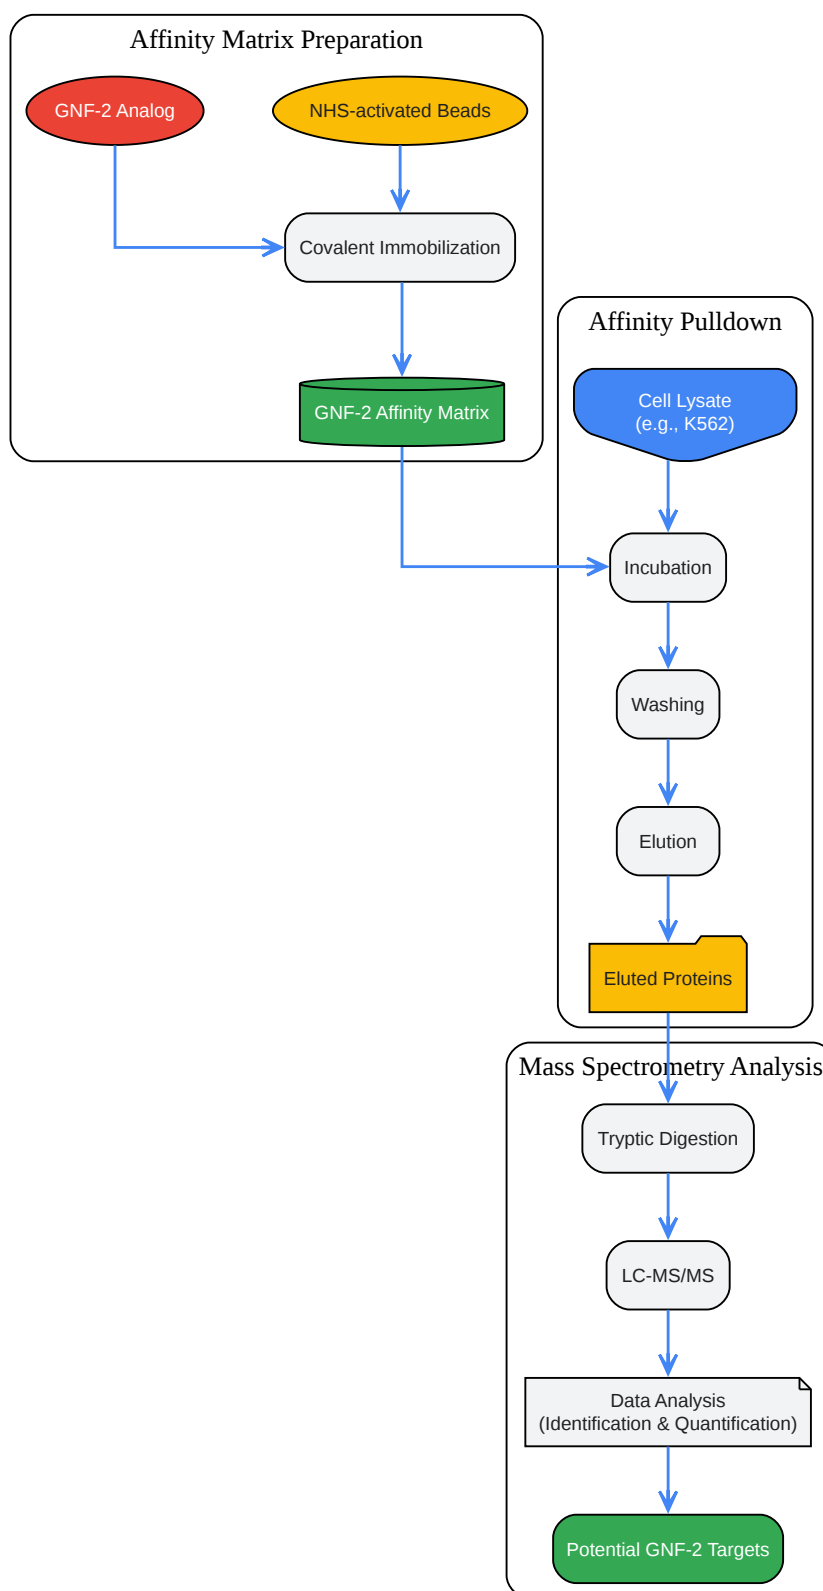 Affinity Matrix Preparation
GNF-2 Analog
NHS-activated Beads
Covalent Immobilization
GNF-2 Affinity Matrix
Affinity Pulldown
Cell Lysate
(e.g., K562)
Incubation
Washing
Elution
Eluted Proteins
Mass Spectrometry Analysis
Tryptic Digestion
LC-MS/MS
Data Analysis
(Identification & Quantification)
Potential GNF-2 Targets